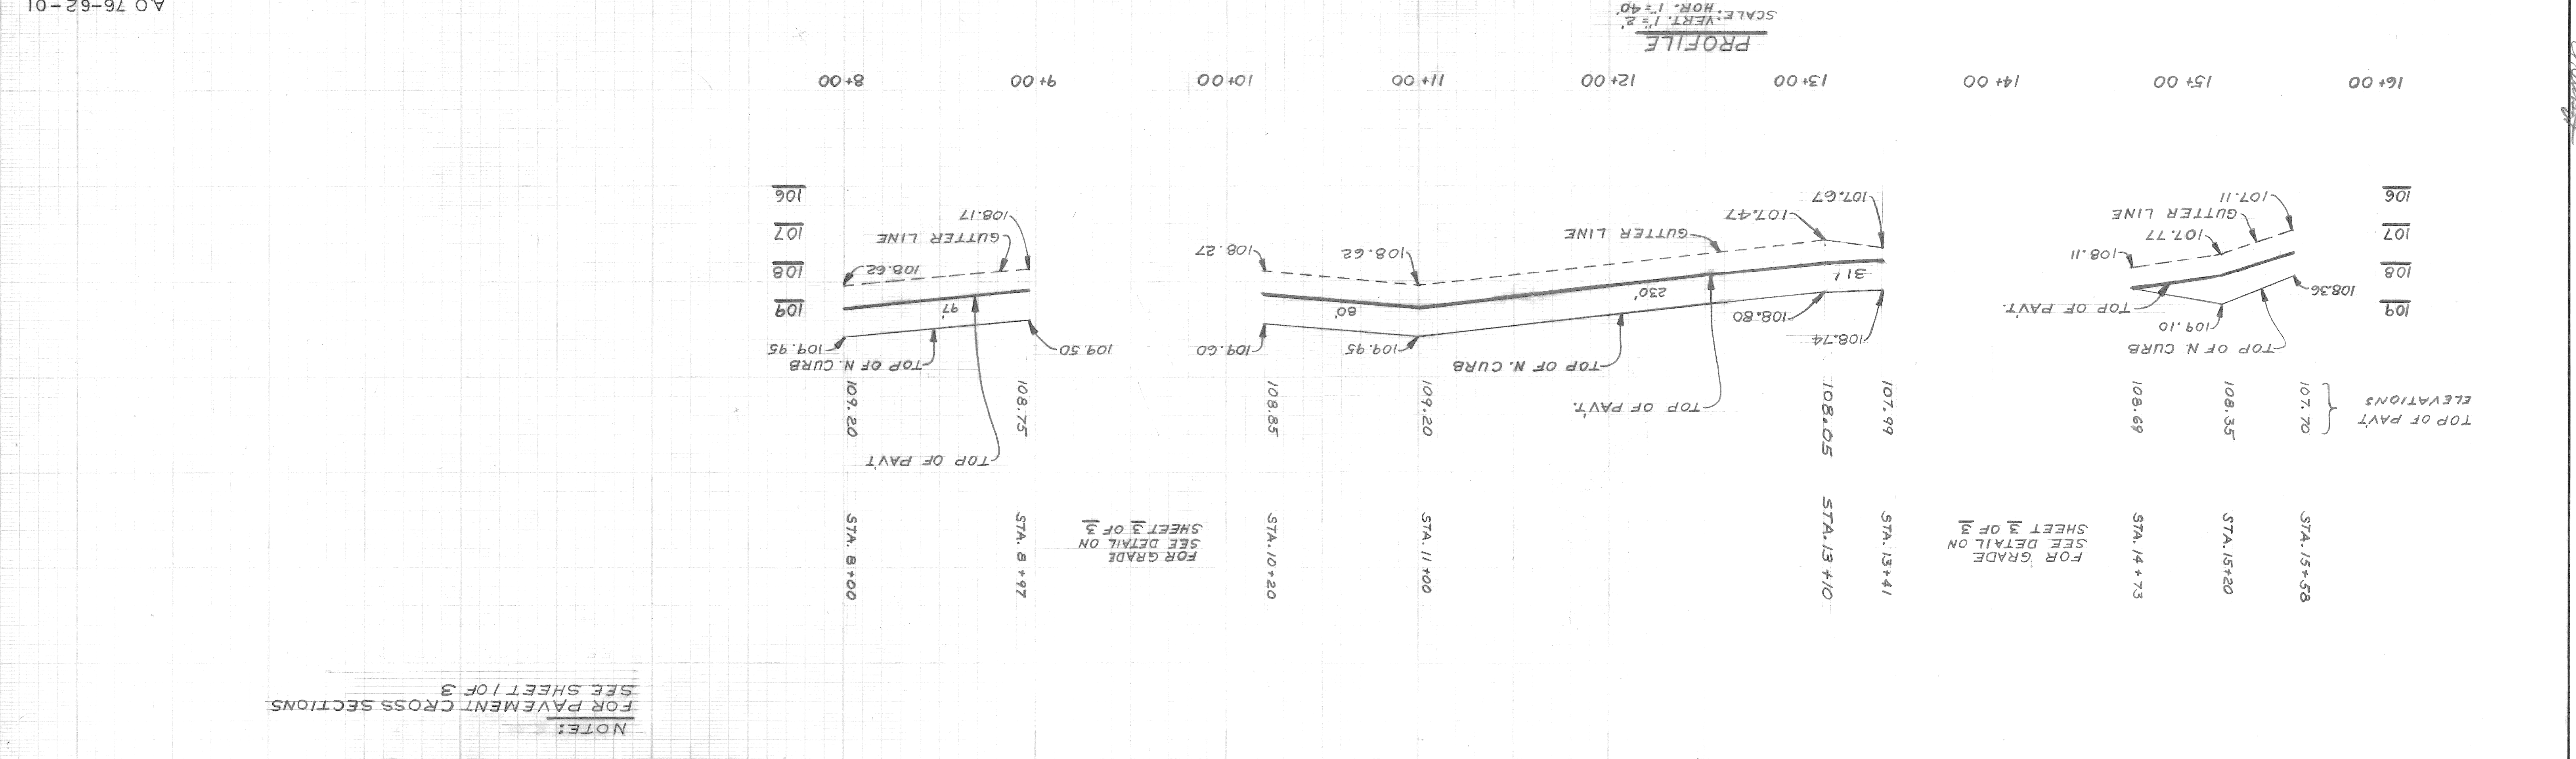 NOTE:
FOR PAVEMENT CROSS SECTIONS
SEE SHEET 1 OF 3
STA. 15+58
STA. 15+20
STA. 14+73
FOR GRADE
SEE DETAIL ON
SHEET 3 OF 3
STA. 13+41
STA. 13+10
STA. 11+00
STA. 10+20
FOR GRADE
SEE DETAIL ON
SHEET 3 OF 3
STA. 8+97
STA. 8+00
TOP OF PAV'T
ELEVATIONS
107.70
108.35
108.69
107.99
108.05
109.20
108.85
108.75
109.20
TOP OF PAV'T
TOP OF PAV'T.
TOP OF N. CURB
109.10
TOP OF PAV'T.
108.36
108.11
107.77
GUTTER LINE
107.11
108.74
108.80
31'
230'
TOP OF N. CURB
109.95
80'
109.60
GUTTER LINE
107.67
107.47
108.62
108.27
109.50
TOP OF N. CURB
109.95
97'
108.62
GUTTER LINE
108.17
109
108
107
106
109
108
107
106
16+00
15+00
14+00
13+00
12+00
11+00
10+00
9+00
8+00
PROFILE
SCALE: VERT. 1"=2'
HOR. 1"=40'
A.O. 76-62-01